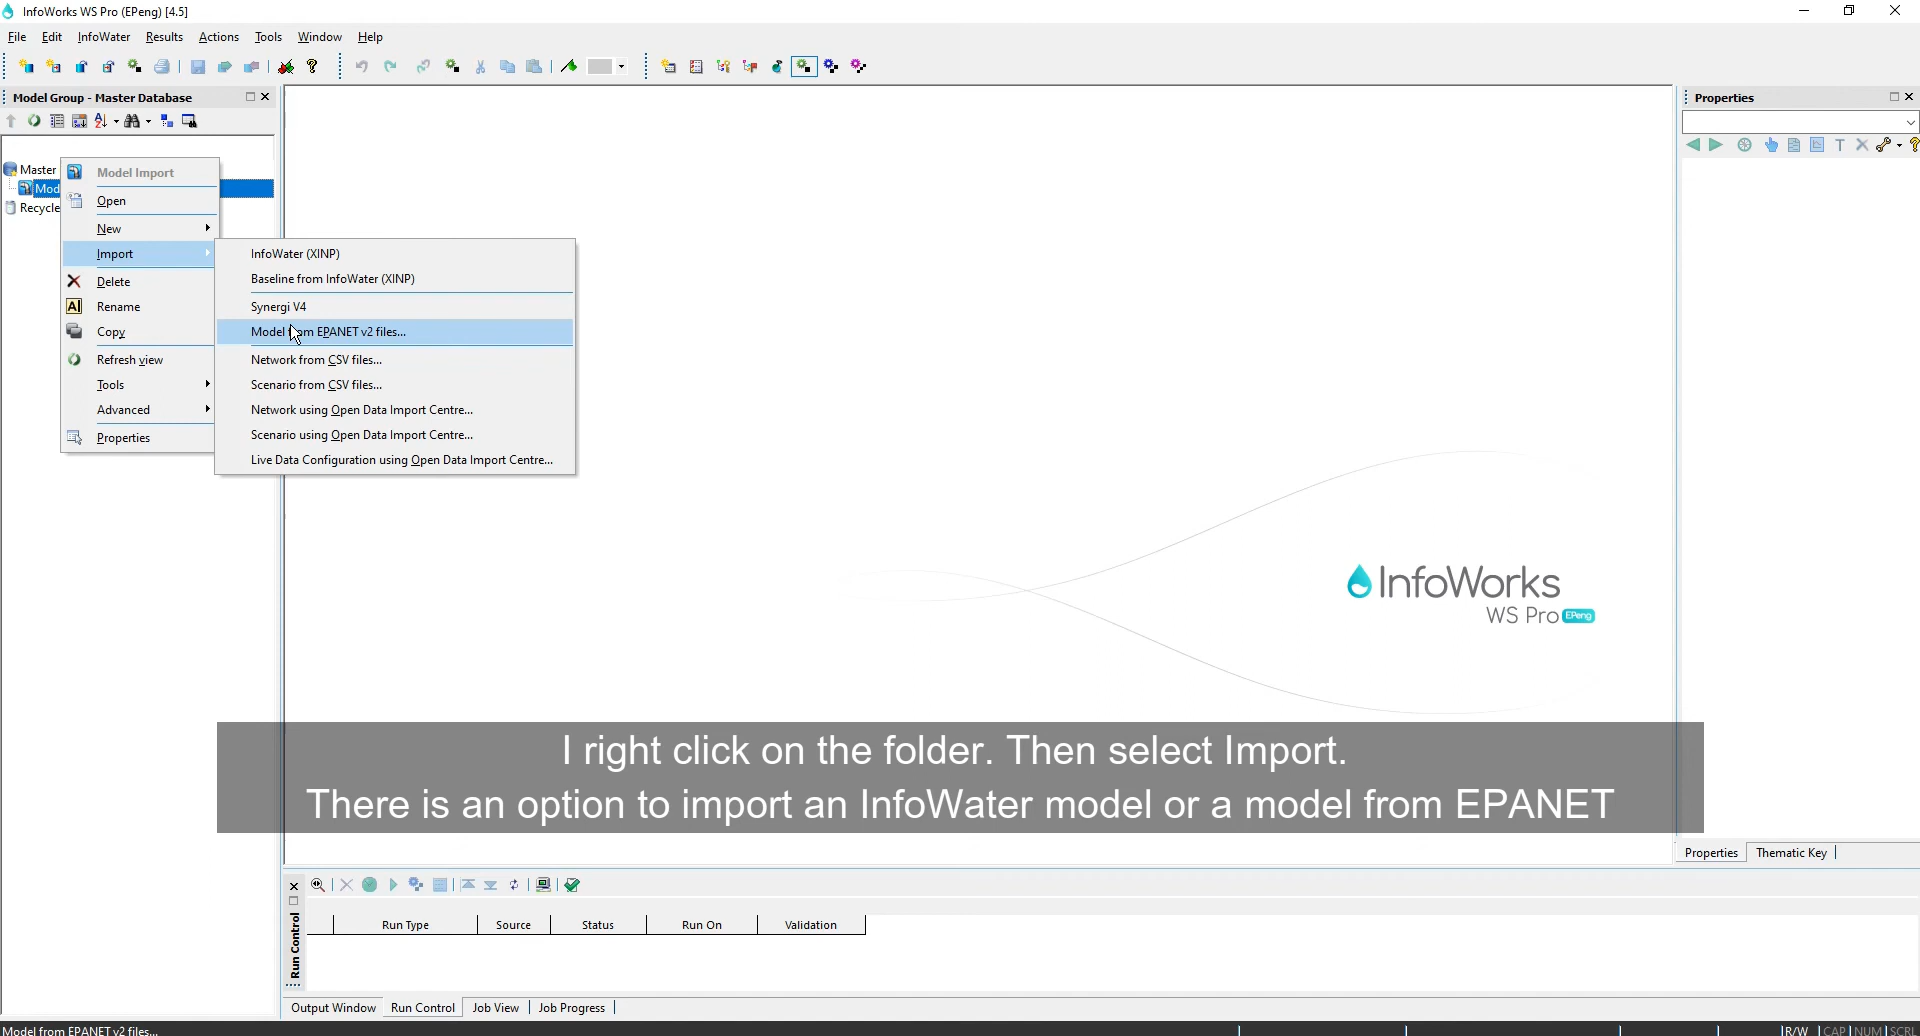 InfoWorks WS Pro (EPeng) [4.5]
File Edit InfoWater Results Actions Tools Window Help
Model Group - Master Database
Properties
Master
Mod
Recycle
Model Import
Open
New
Import
Delete
Rename
Copy
Refresh view
Tools
Advanced
Properties
InfoWater (XINP)
Baseline from InfoWater (XINP)
Synergi V4
Model from EPANET v2 files...
Network from CSV files...
Scenario from CSV files...
Network using Open Data Import Centre...
Scenario using Open Data Import Centre...
Live Data Configuration using Open Data Import Centre...
InfoWorks
WS Pro EPeng
I right click on the folder. Then select Import.
There is an option to import an InfoWater model or a model from EPANET
Properties Thematic Key
Run Control
Run Type Source Status Run On Validation
Output Window Run Control Job View Job Progress
Model from EPANET v2 files...
R/W CAP NUM SCRL